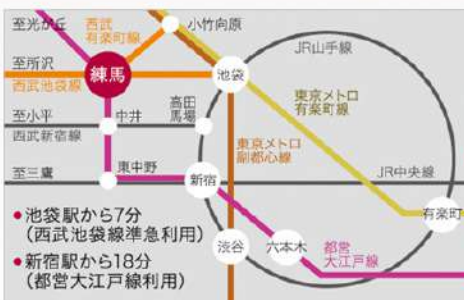 至光が丘
西武
有楽町線
小竹向原
至所沢
西武池袋線
練馬
池袋
JR山手線
高田
馬場
東京メトロ
有楽町線
至小平
西武新宿線
中井
東京メトロ
副都心線
至三鷹
東中野
新宿
JR中央線
有楽町
●池袋駅から7分
(西武池袋線準急利用)
●新宿駅から18分
(都営大江戸線利用)
渋谷
六本木
都営
大江戸線